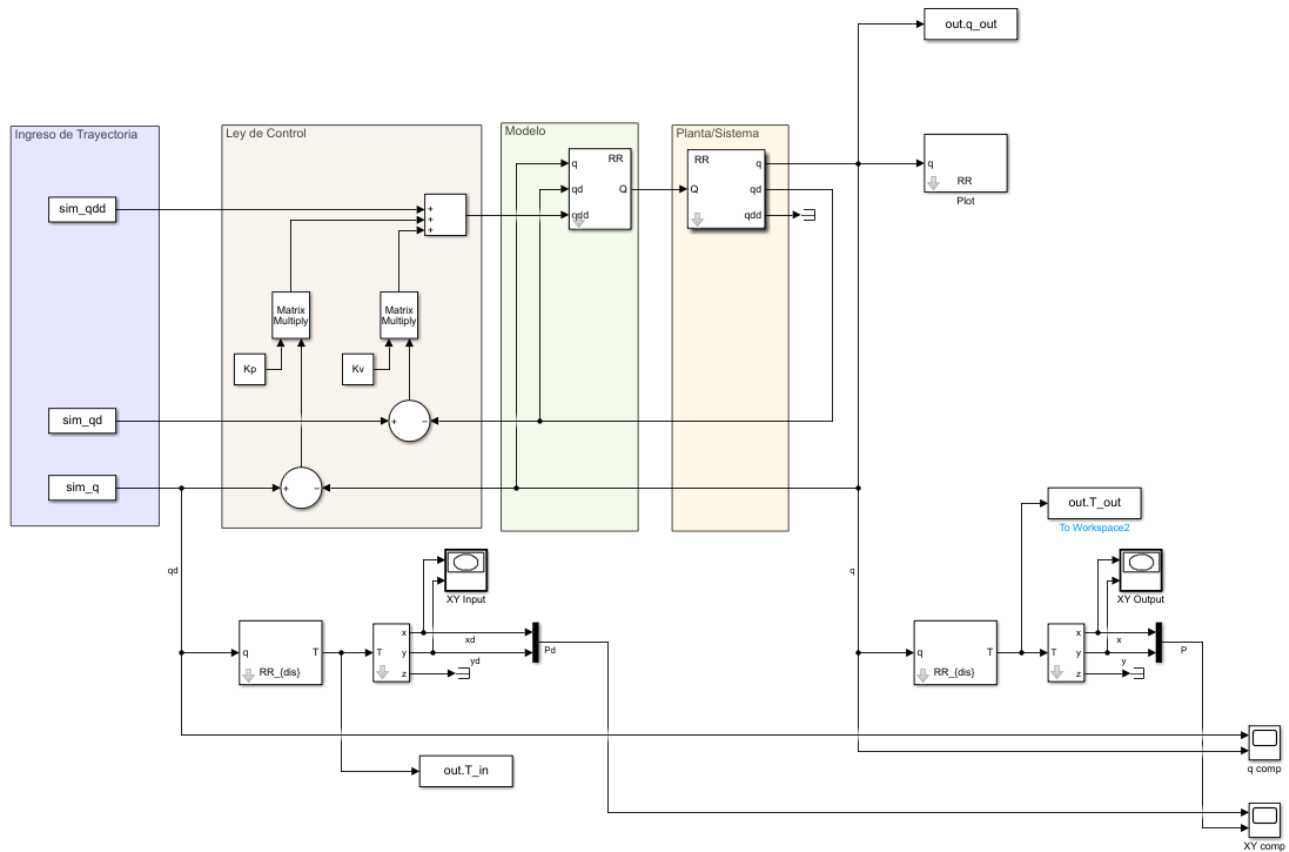 out.q_out
Ingreso de Trayectoria
sim_qdd
sim_qd
sim_q
Ley de Control
+
+
+
Matrix
Multiply
Matrix
Multiply
Kp
Kv
+ −
+ −
Modelo
q
qd
qdd
RR
Q
Planta/Sistema
RR
Q
q
qd
qdd
q
RR
Plot
qd
q
RR_{dis}
T
T
x
y
z
XY Input
xd
yd
Pd
out.T_in
q
out.T_out
To Workspace2
q
RR_{dis}
T
T
x
y
z
XY Output
x
y
P
q comp
XY comp